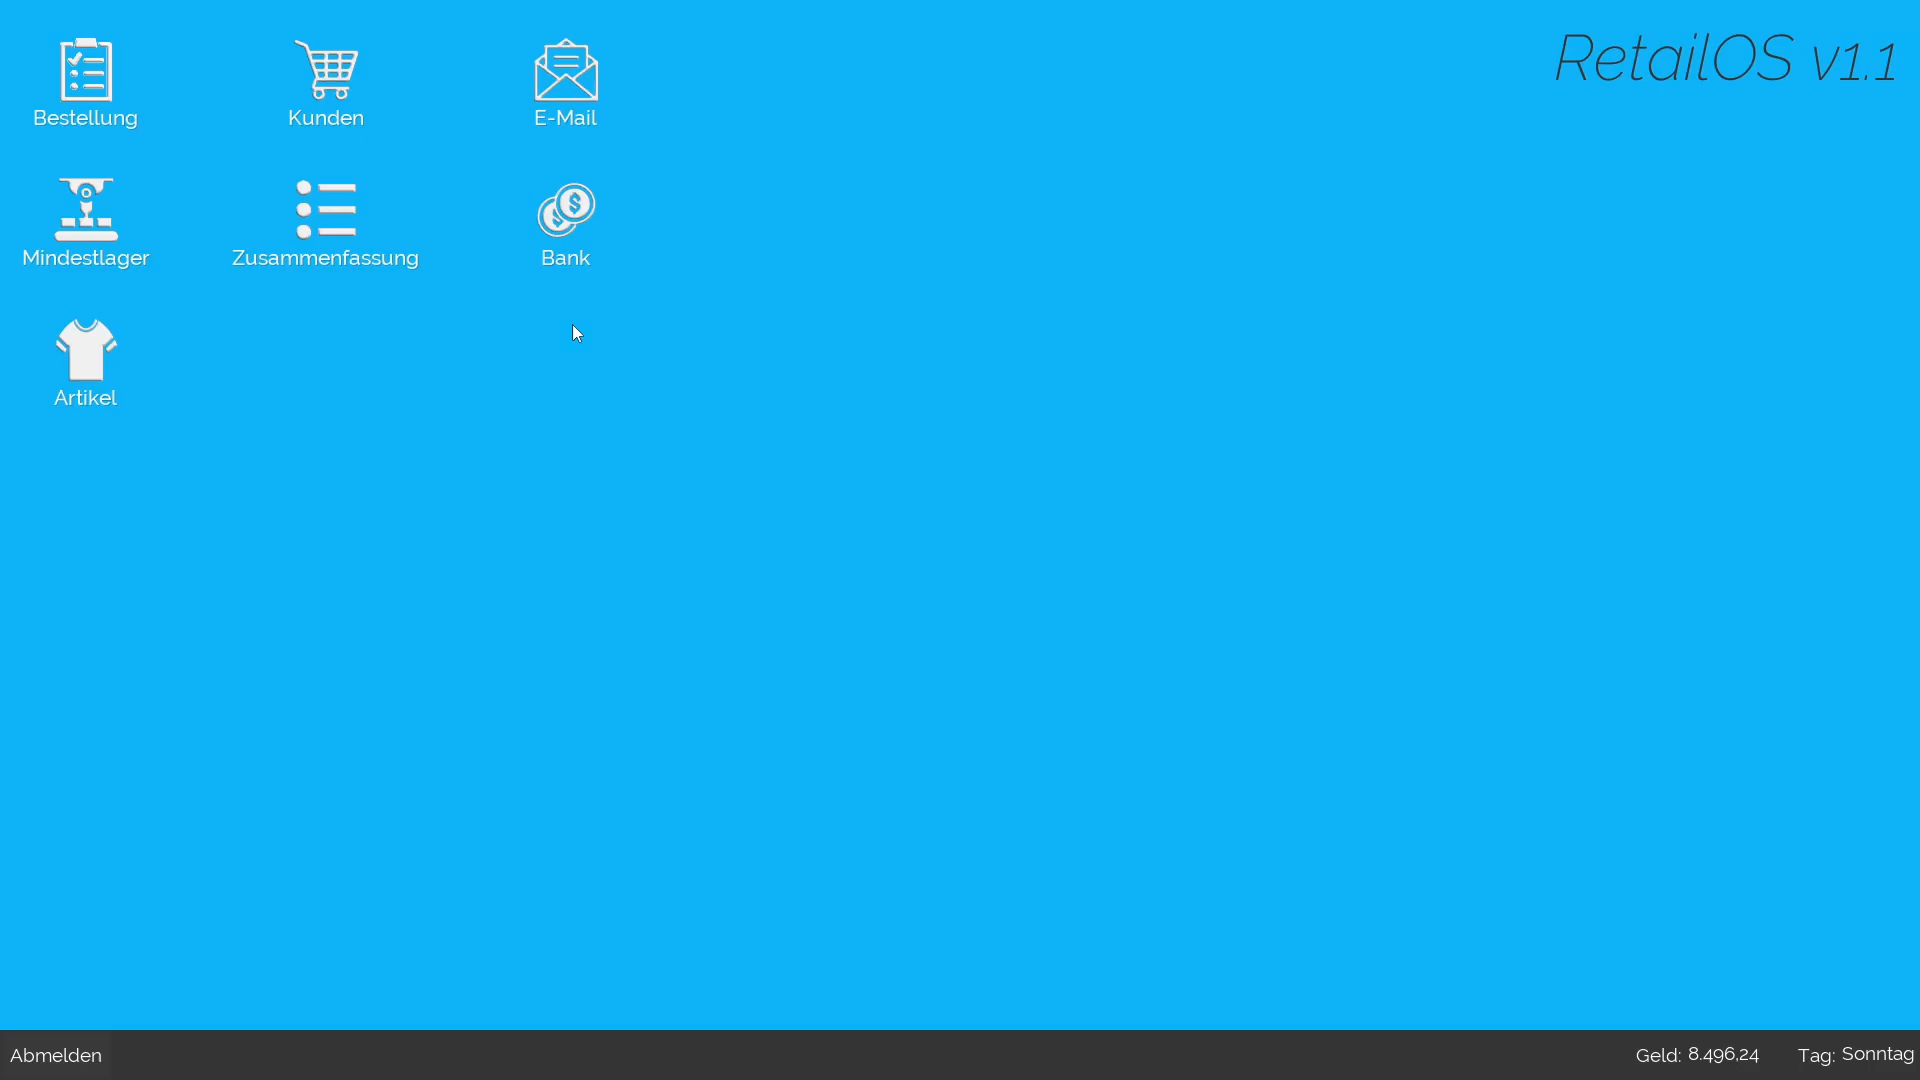 RetailOS v1.1
Bestellung
Kunden
E-Mail
Mindestlager
Zusammenfassung
Bank
Artikel
Abmelden
Geld: 8.496,24
Tag: Sonntag